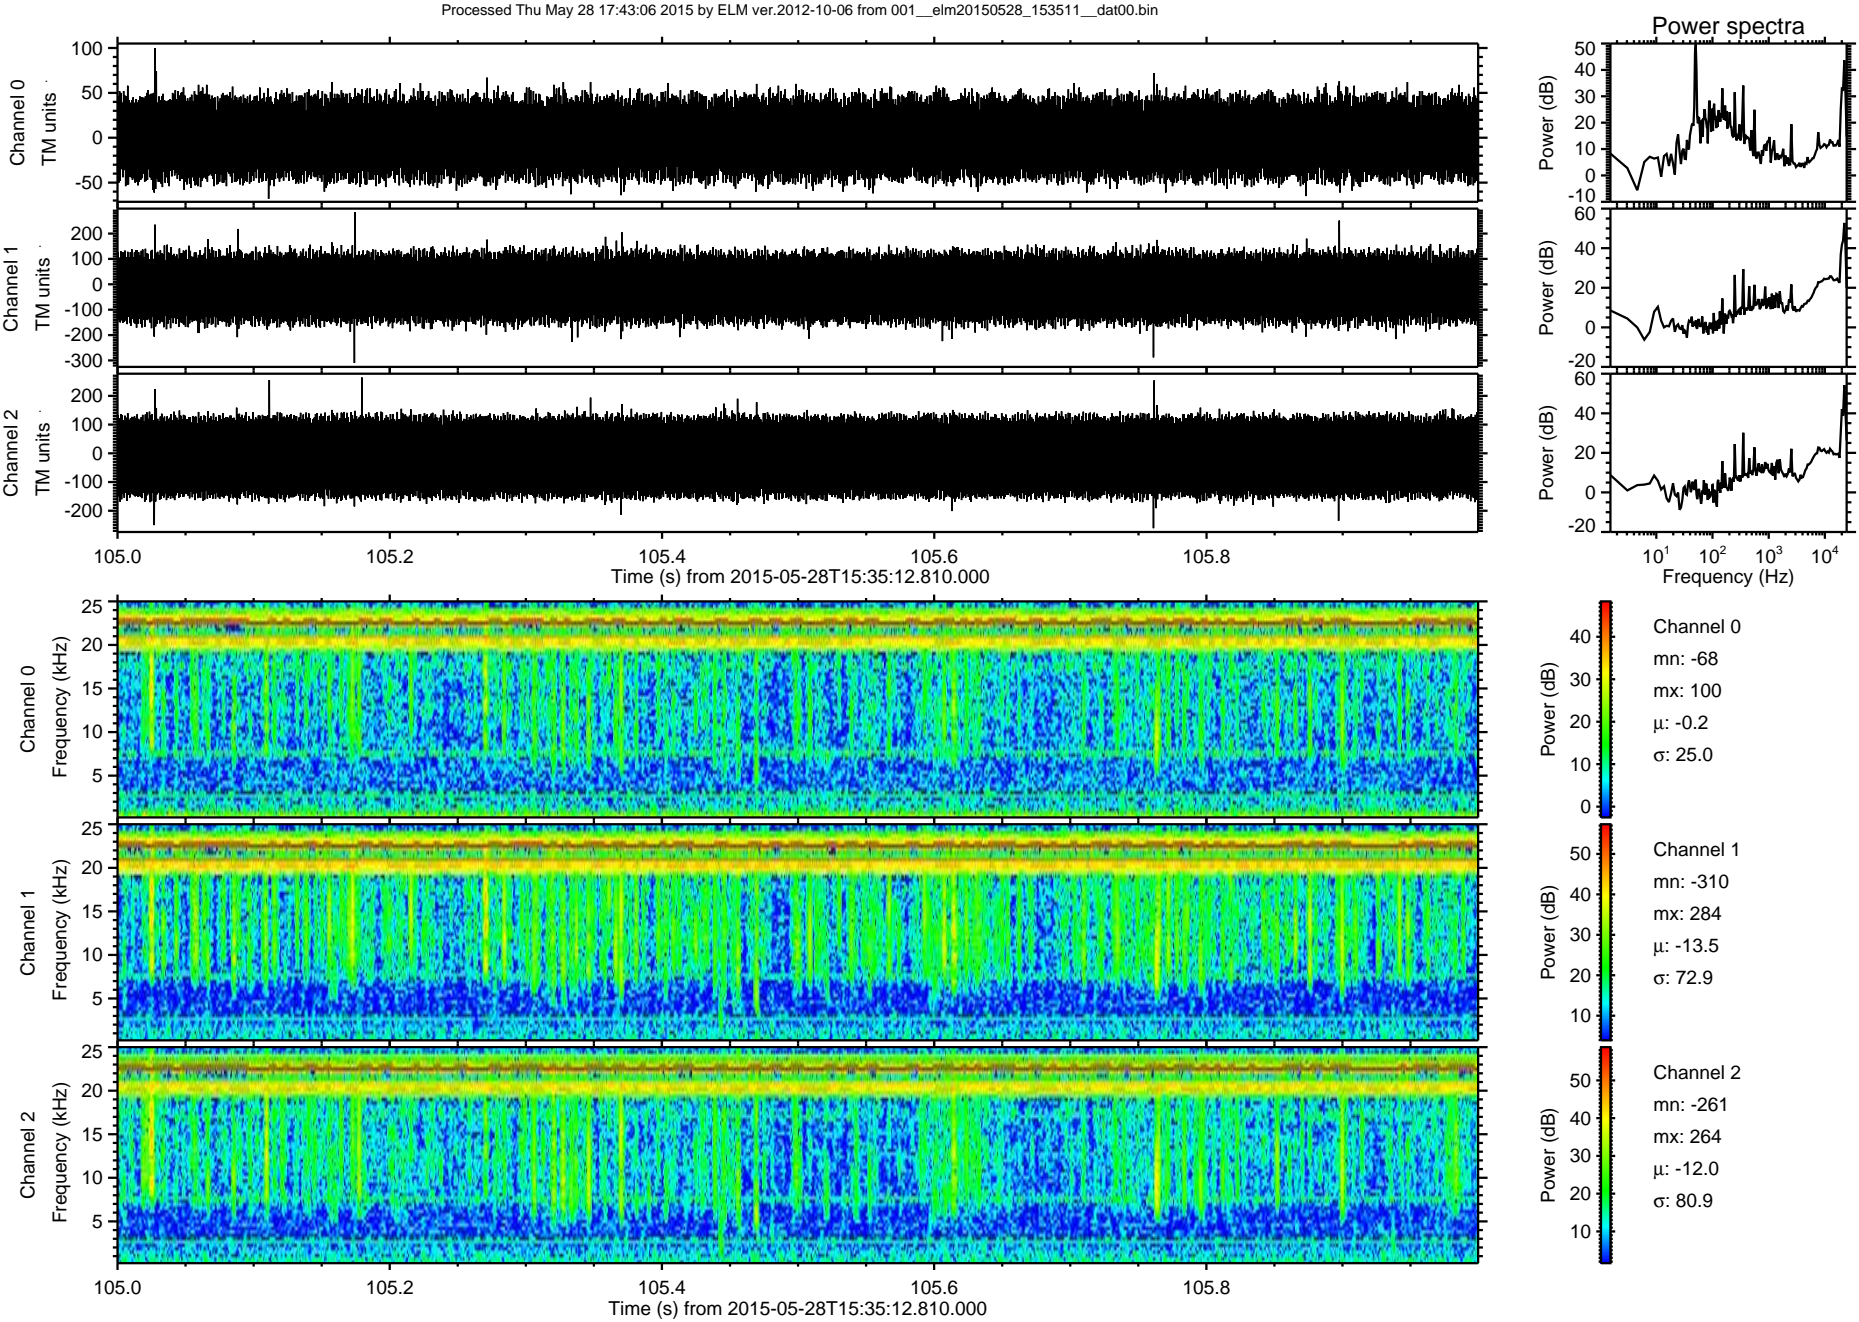 Processed Thu May 28 17:43:06 2015 by ELM ver.2012-10-06 from 001__elm20150528_153511__dat00.bin
Power spectra
Channel 0
TM units
100
50
0
-50
Power (dB)
50
40
30
20
10
0
-10
Channel 1
TM units
200
100
0
-100
-200
-300
Power (dB)
60
40
20
0
-20
Channel 2
TM units
200
100
0
-100
-200
Power (dB)
60
40
20
0
-20
105.0 105.2 105.4 105.6 105.8
Time (s) from 2015-05-28T15:35:12.810.000
10^1 10^2 10^3 10^4
Frequency (Hz)
Channel 0
Frequency (kHz)
25
20
15
10
5
Power (dB)
40
30
20
10
0
Channel 0
mn: -68
mx: 100
μ: -0.2
σ: 25.0
Channel 1
Frequency (kHz)
25
20
15
10
5
Power (dB)
50
40
30
20
10
Channel 1
mn: -310
mx: 284
μ: -13.5
σ: 72.9
Channel 2
Frequency (kHz)
25
20
15
10
5
Power (dB)
50
40
30
20
10
Channel 2
mn: -261
mx: 264
μ: -12.0
σ: 80.9
105.0 105.2 105.4 105.6 105.8
Time (s) from 2015-05-28T15:35:12.810.000